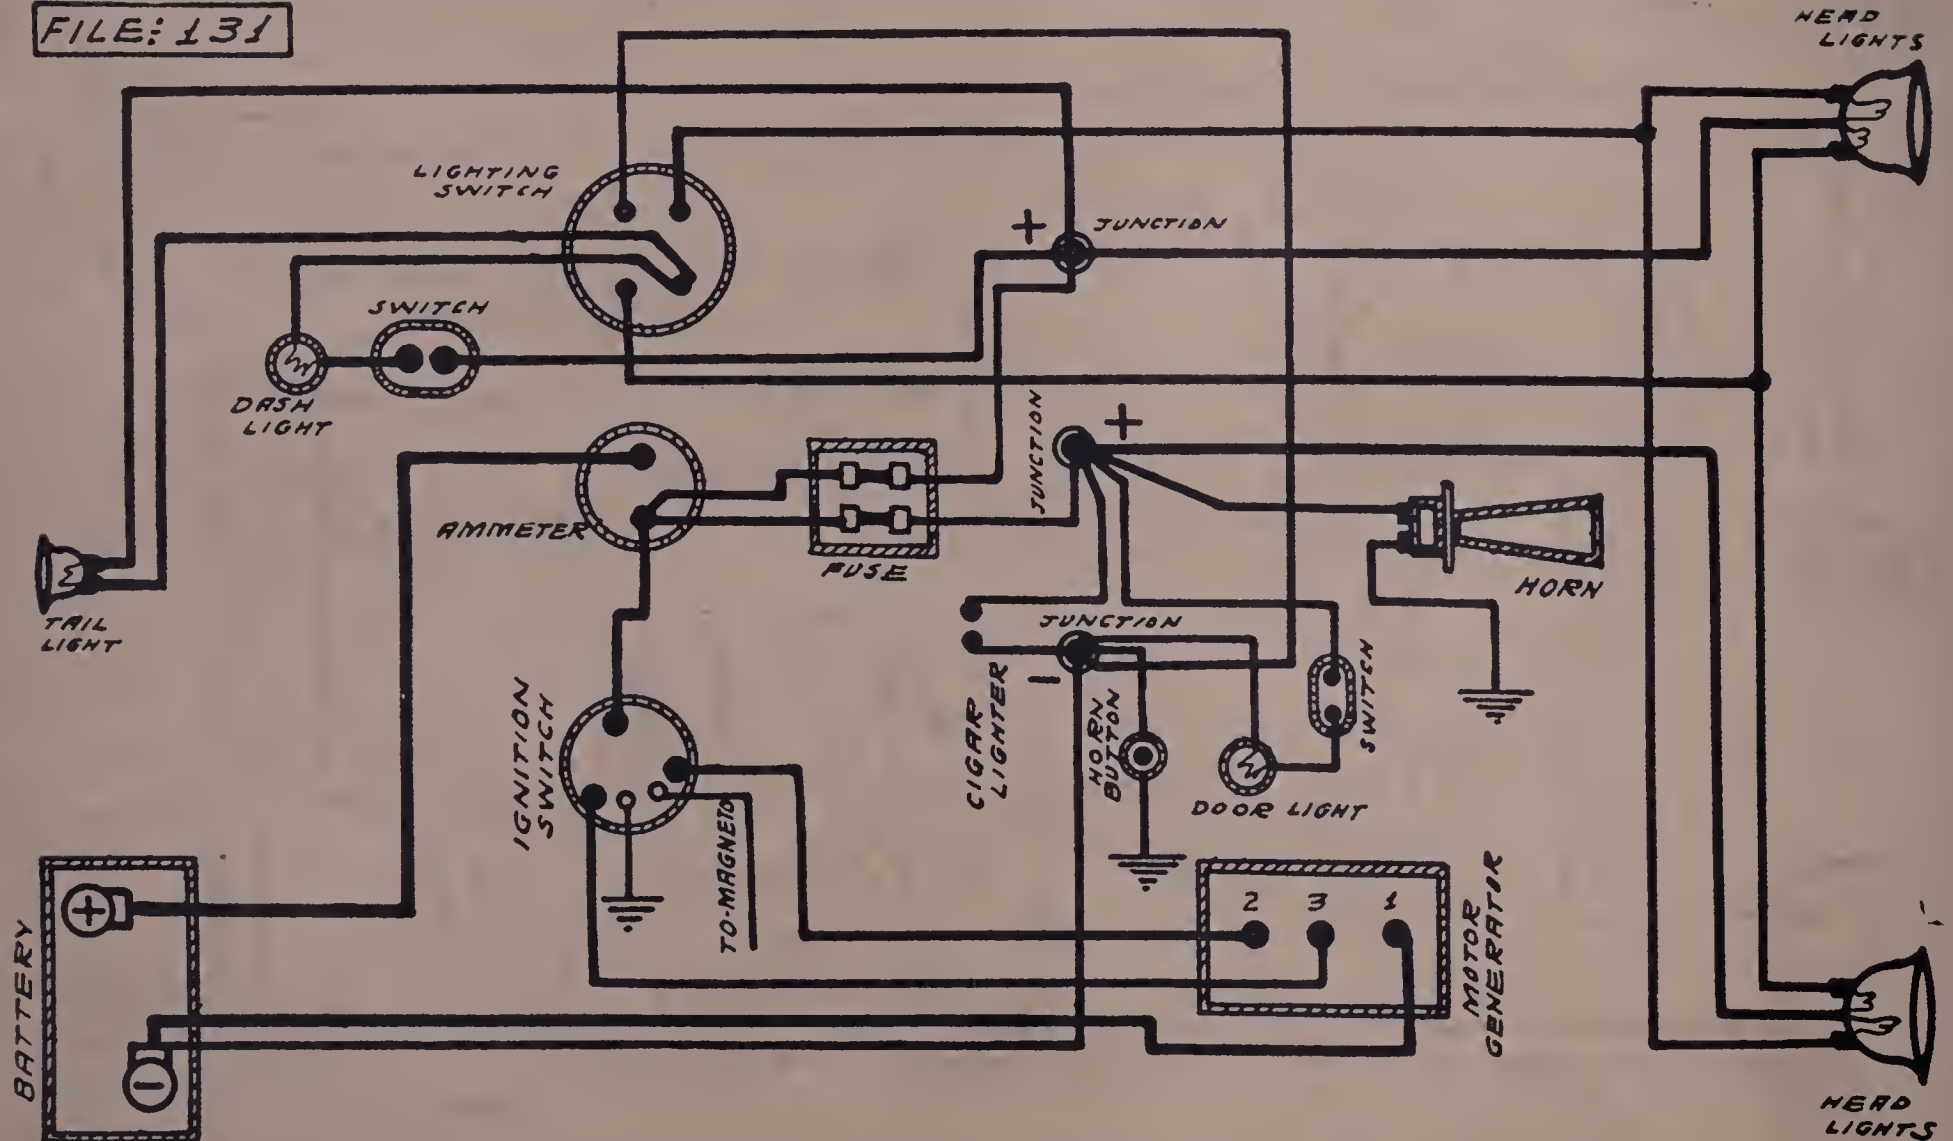 FILE: 131
HEAD
LIGHTS
LIGHTING
SWITCH
+
JUNCTION
SWITCH
DASH
LIGHT
JUNCTION
+
AMMETER
FUSE
HORN
TAIL
LIGHT
JUNCTION
−
IGNITION
SWITCH
CIGAR
LIGHTER
HORN
BUTTON
SWITCH
DOOR LIGHT
TO-MAGNETO
2 3 1
MOTOR
GENERATOR
BATTERY
+
−
HEAD
LIGHTS